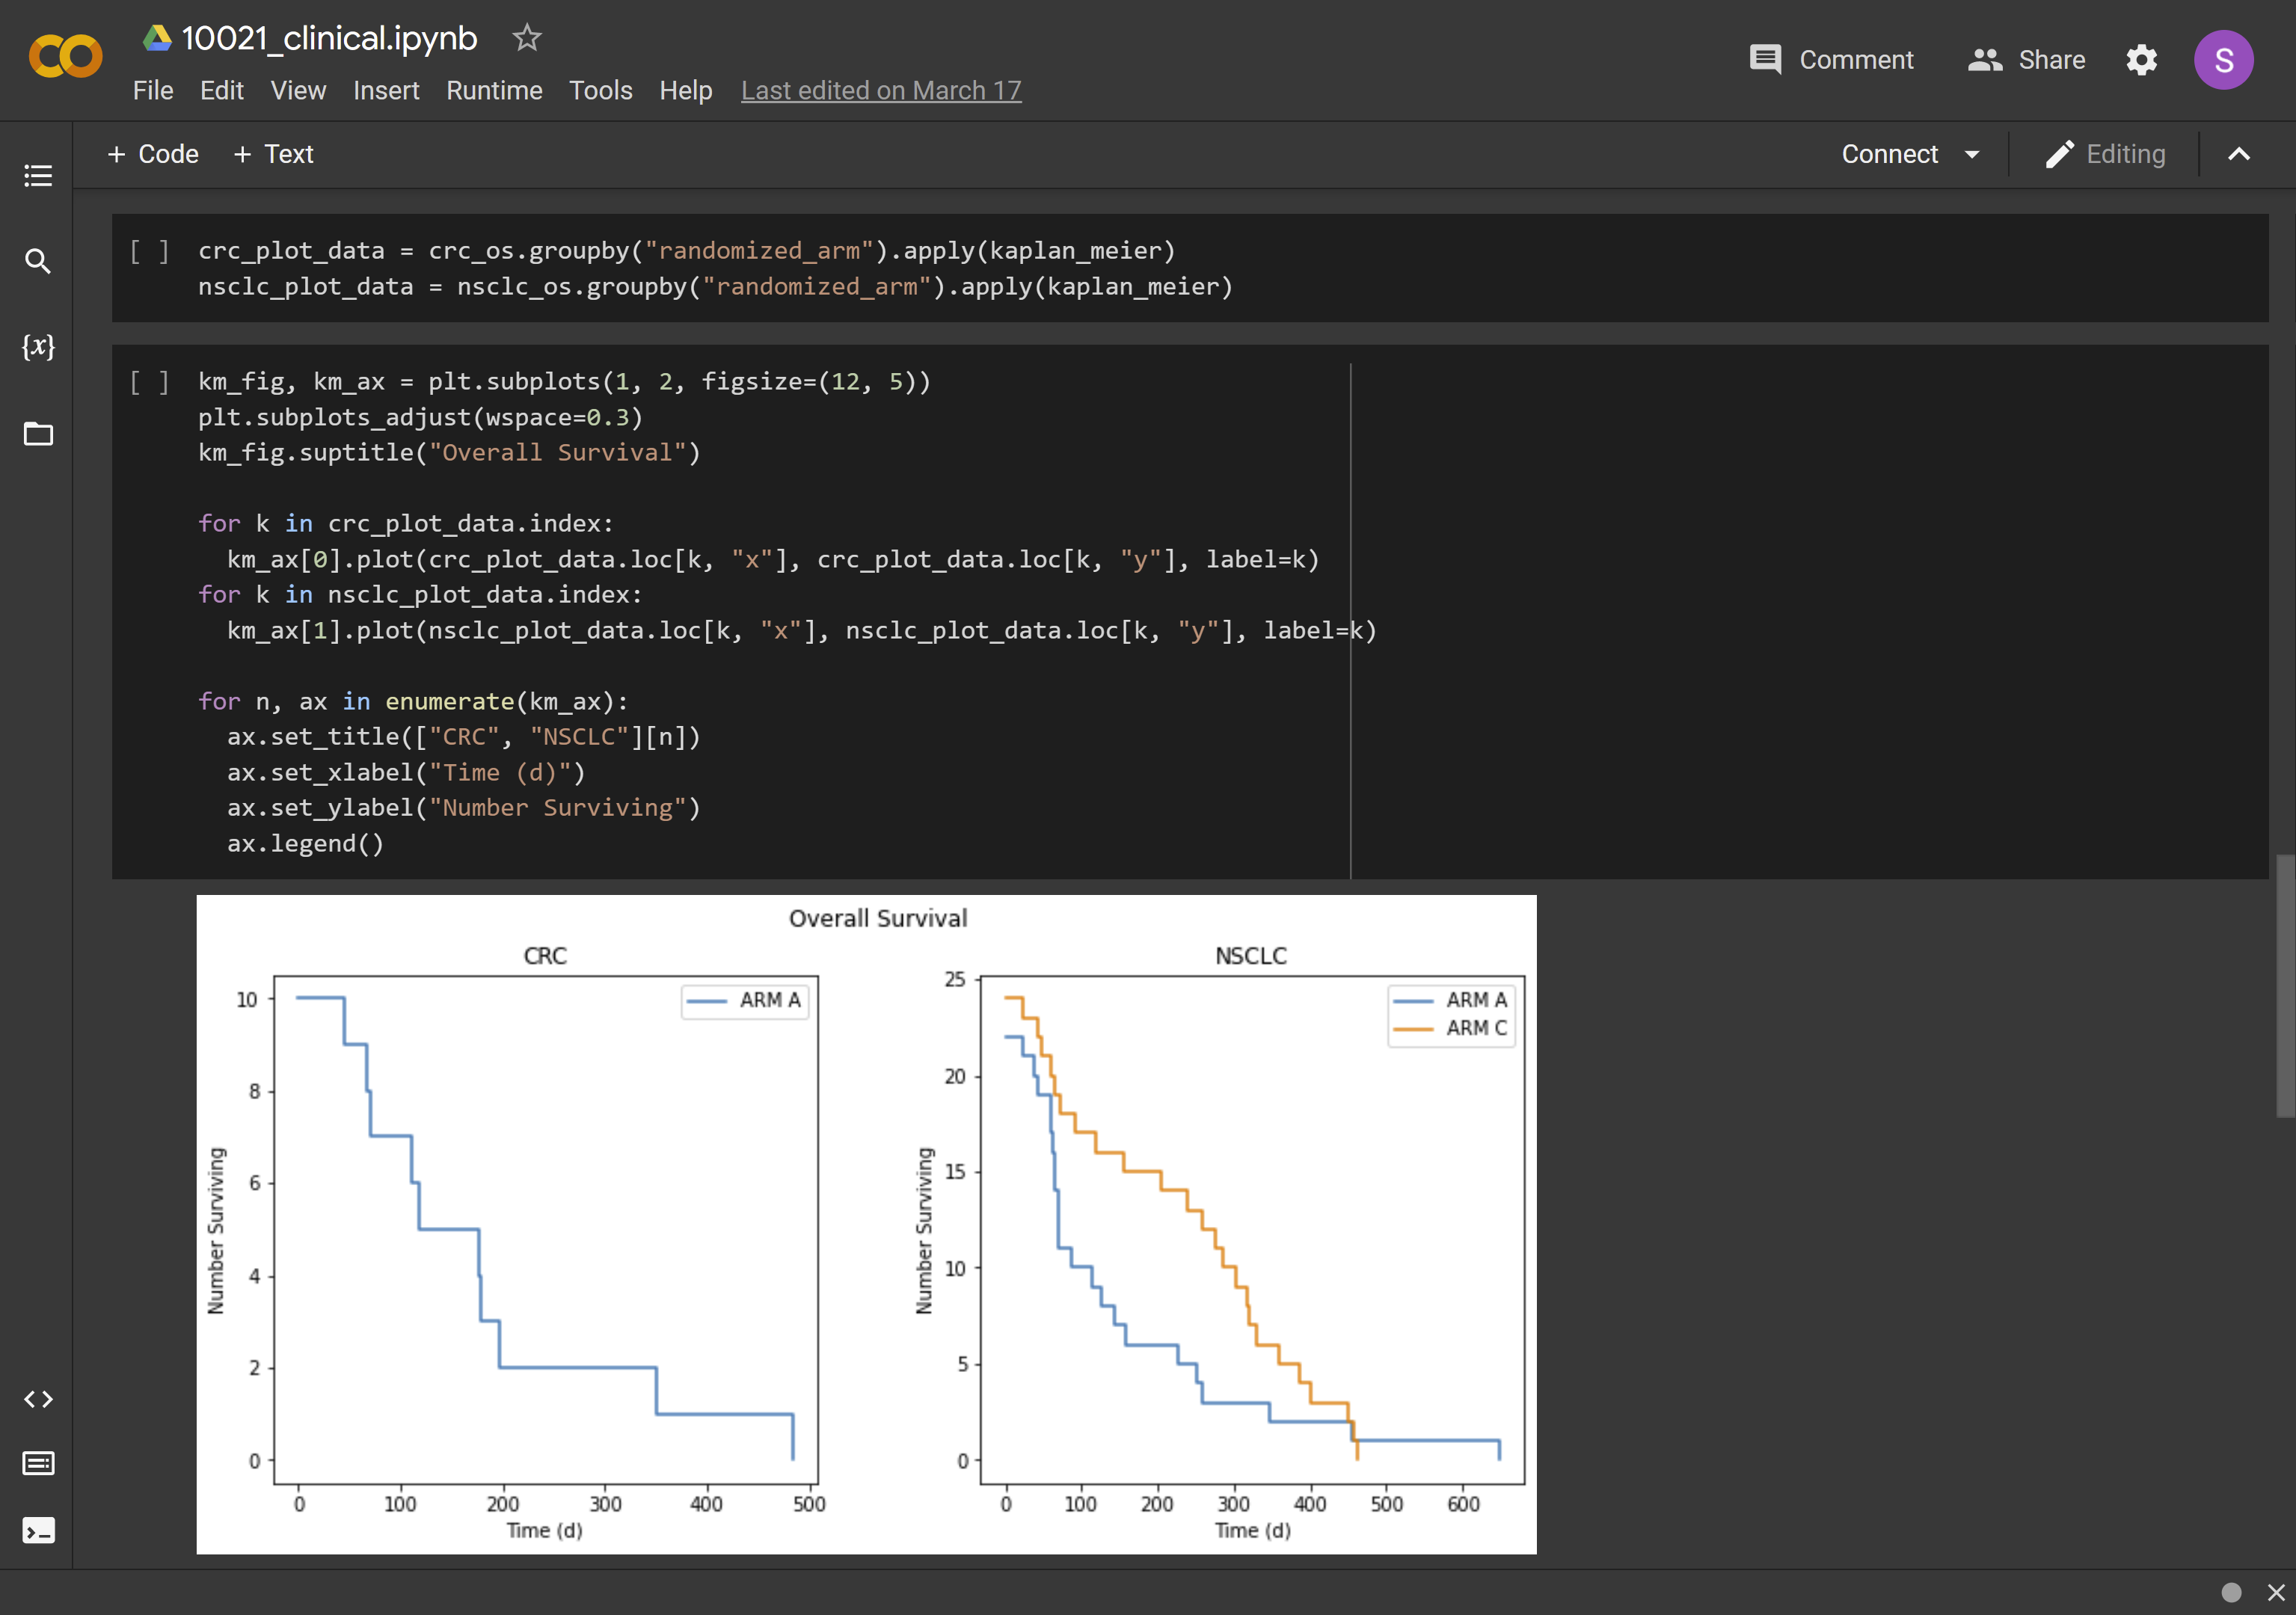 10021_clinical.ipynb
Comment
Share
S
File Edit View Insert Runtime Tools Help Last edited on March 17
+ Code + Text
Connect
Editing
{x}
[ ] crc_plot_data = crc_os.groupby("randomized_arm").apply(kaplan_meier)
nsclc_plot_data = nsclc_os.groupby("randomized_arm").apply(kaplan_meier)
[ ] km_fig, km_ax = plt.subplots(1, 2, figsize=(12, 5))
plt.subplots_adjust(wspace=0.3)
km_fig.suptitle("Overall Survival")
for k in crc_plot_data.index:
  km_ax[0].plot(crc_plot_data.loc[k, "x"], crc_plot_data.loc[k, "y"], label=k)
for k in nsclc_plot_data.index:
  km_ax[1].plot(nsclc_plot_data.loc[k, "x"], nsclc_plot_data.loc[k, "y"], label=k)
for n, ax in enumerate(km_ax):
  ax.set_title(["CRC", "NSCLC"][n])
  ax.set_xlabel("Time (d)")
  ax.set_ylabel("Number Surviving")
  ax.legend()
Overall Survival
CRC
ARM A
10
8
6
4
2
0
Number Surviving
0 100 200 300 400 500
Time (d)
NSCLC
ARM A
ARM C
25
20
15
10
5
0
Number Surviving
0 100 200 300 400 500 600
Time (d)